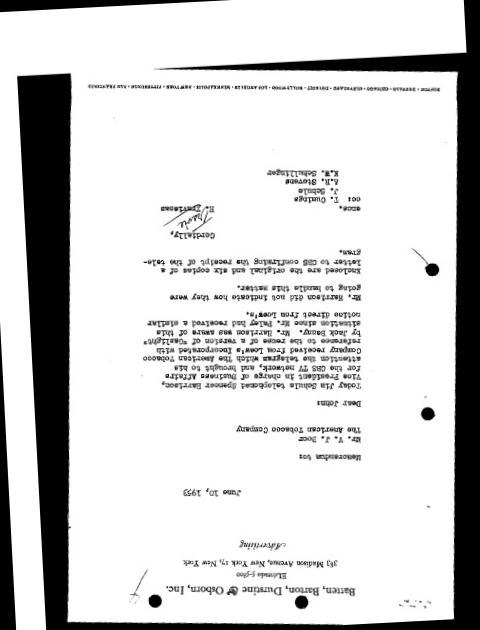 Batten, Barton, Durstine & Osborn, Inc.
ELdorado 5-5800
383 Madison Avenue, New York 17, New York
Advertising
June 10, 1953
Memorandum to:
Mr. V. J. Boor
The American Tobacco Company
Dear John:
Today Jim Schule telephoned Spencer Harrison,
Vice President in charge of Business Affairs
for the CBS TV network, and brought to his
attention the telegram which The American Tobacco
Company received from Loew's Incorporated with
reference to the reuse of a version of "Gaslight"
by Jack Benny. Mr. Harrison was aware of this
situation since Mr. Paley had received a similar
notice direct from Loew's.
Mr. Harrison did not indicate how they were
going to handle this matter.
Enclosed are the original and six copies of a
letter to CBS confirming the receipt of the tele-
gram.
Cordially,
encs.
cc: T. Cunings
J. Schule
A.R. Stevens
K.W. Schullinger
BOSTON · BUFFALO · CHICAGO · CLEVELAND · DETROIT · HOLLYWOOD · LOS ANGELES · MINNEAPOLIS · NEW YORK · PITTSBURGH · SAN FRANCISCO